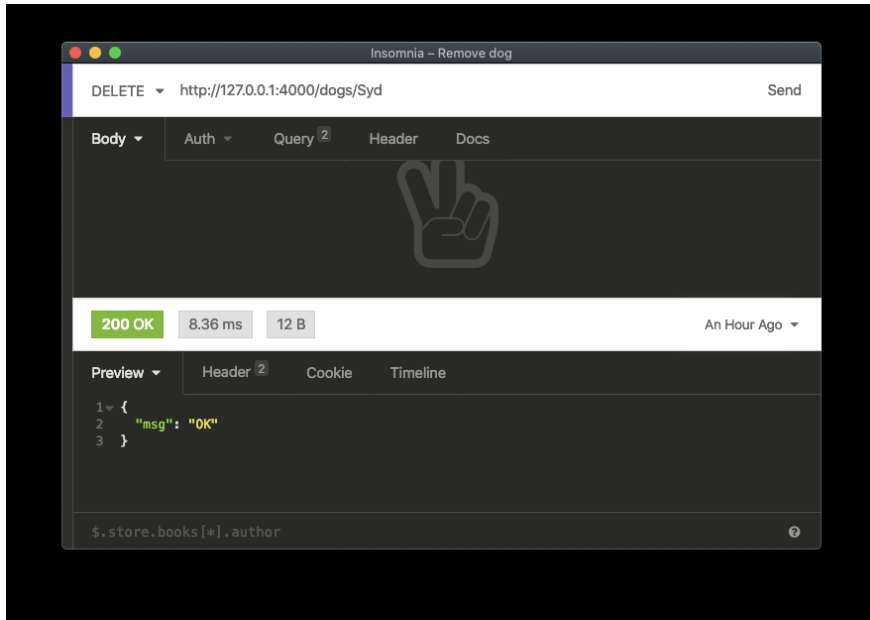 Insomnia – Remove dog
DELETE http://127.0.0.1:4000/dogs/Syd Send
Body Auth Query 2 Header Docs
200 OK 8.36 ms 12 B An Hour Ago
Preview Header 2 Cookie Timeline
1 {
2 "msg": "OK"
3 }
$.store.books[*].author